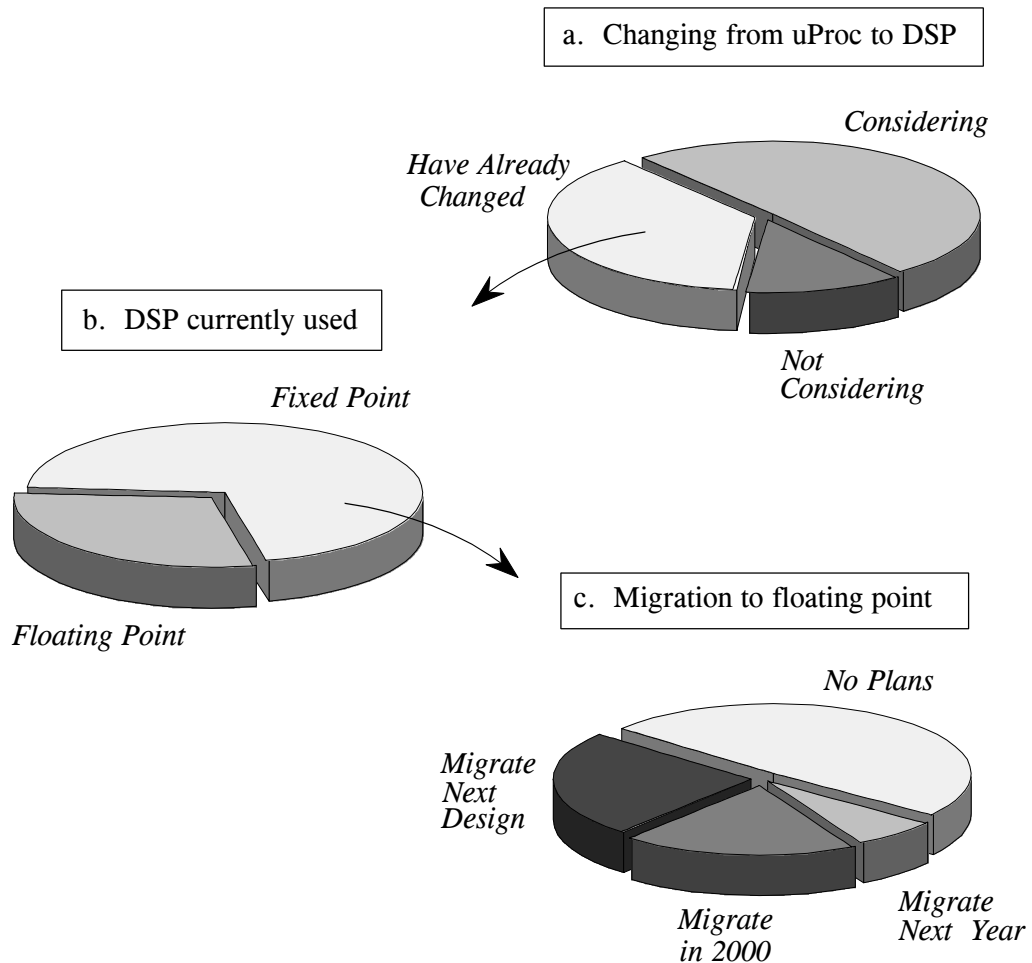 a. Changing from uProc to DSP
Considering
Have Already
Changed
Not
Considering
b. DSP currently used
Fixed Point
Floating Point
c. Migration to floating point
No Plans
Migrate
Next
Design
Migrate
in 2000
Migrate
Next Year